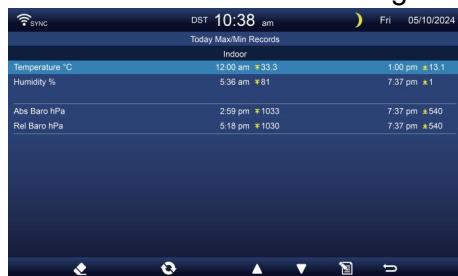 SYNC DST 10:38 am Fri 05/10/2024
Today Max/Min Records
Indoor
Temperature °C 12:00 am 33.3 1:00 pm 13.1
Humidity % 5:36 am 81 7:37 pm 1
Abs Baro hPa 2:59 pm 1033 7:37 pm 540
Rel Baro hPa 5:18 pm 1030 7:37 pm 540